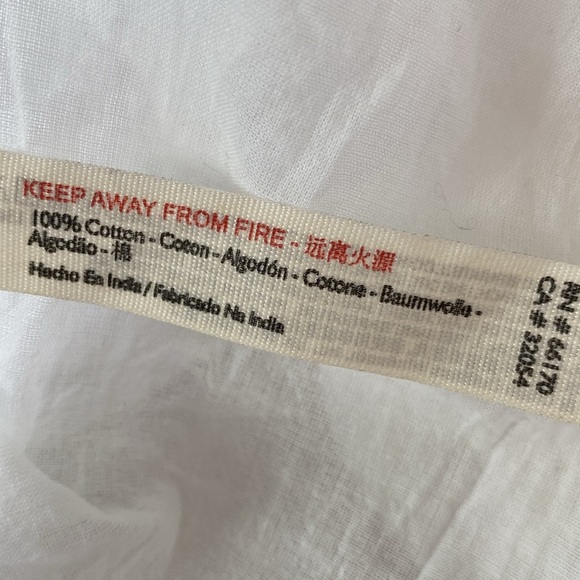 KEEP AWAY FROM FIRE - 远离火源
100% Cotton - Coton - Algodón - Cotone - Baumwolle -
Algodão - 棉
Hecho En India / Fabricado Na India
RN # 66170
CA # 32054